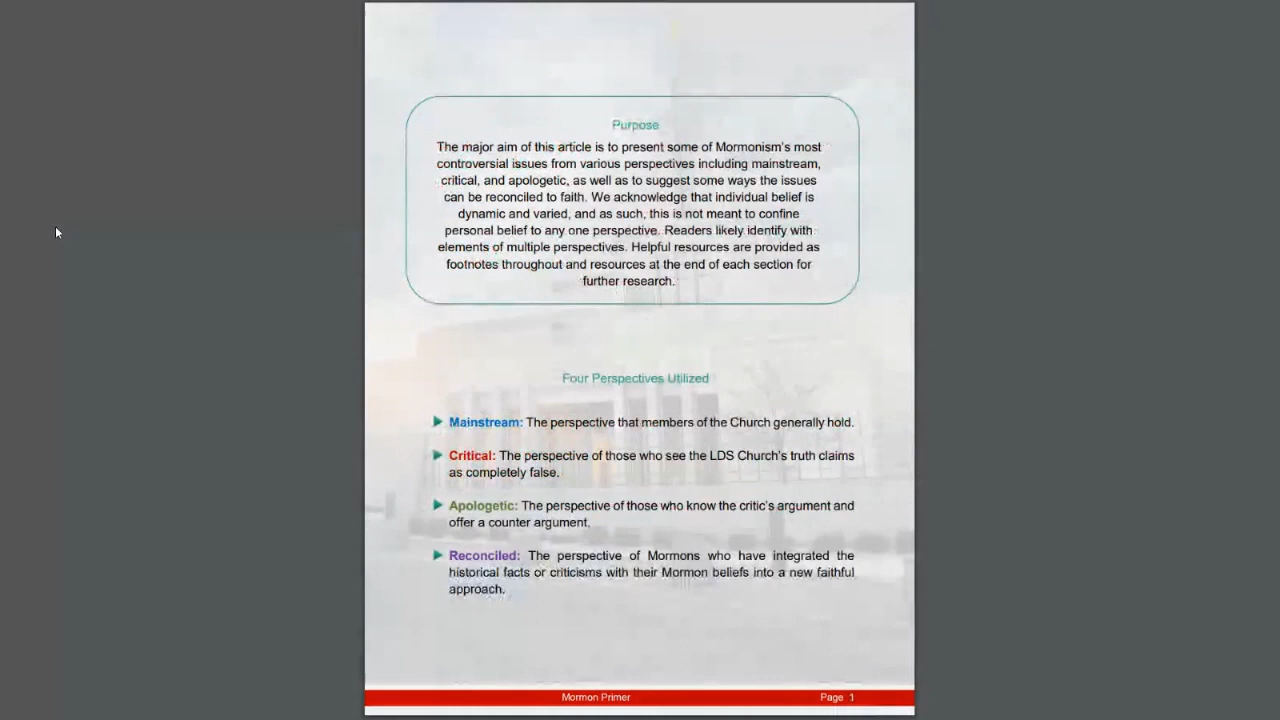 Purpose
The major aim of this article is to present some of Mormonism's most
controversial issues from various perspectives including mainstream,
critical, and apologetic, as well as to suggest some ways the issues
can be reconciled to faith. We acknowledge that individual belief is
dynamic and varied, and as such, this is not meant to confine
personal belief to any one perspective. Readers likely identify with
elements of multiple perspectives. Helpful resources are provided as
footnotes throughout and resources at the end of each section for
further research.
Four Perspectives Utilized
Mainstream: The perspective that members of the Church generally hold.
Critical: The perspective of those who see the LDS Church's truth claims
as completely false.
Apologetic: The perspective of those who know the critic's argument and
offer a counter argument.
Reconciled: The perspective of Mormons who have integrated the
historical facts or criticisms with their Mormon beliefs into a new faithful
approach.
Mormon Primer Page 1